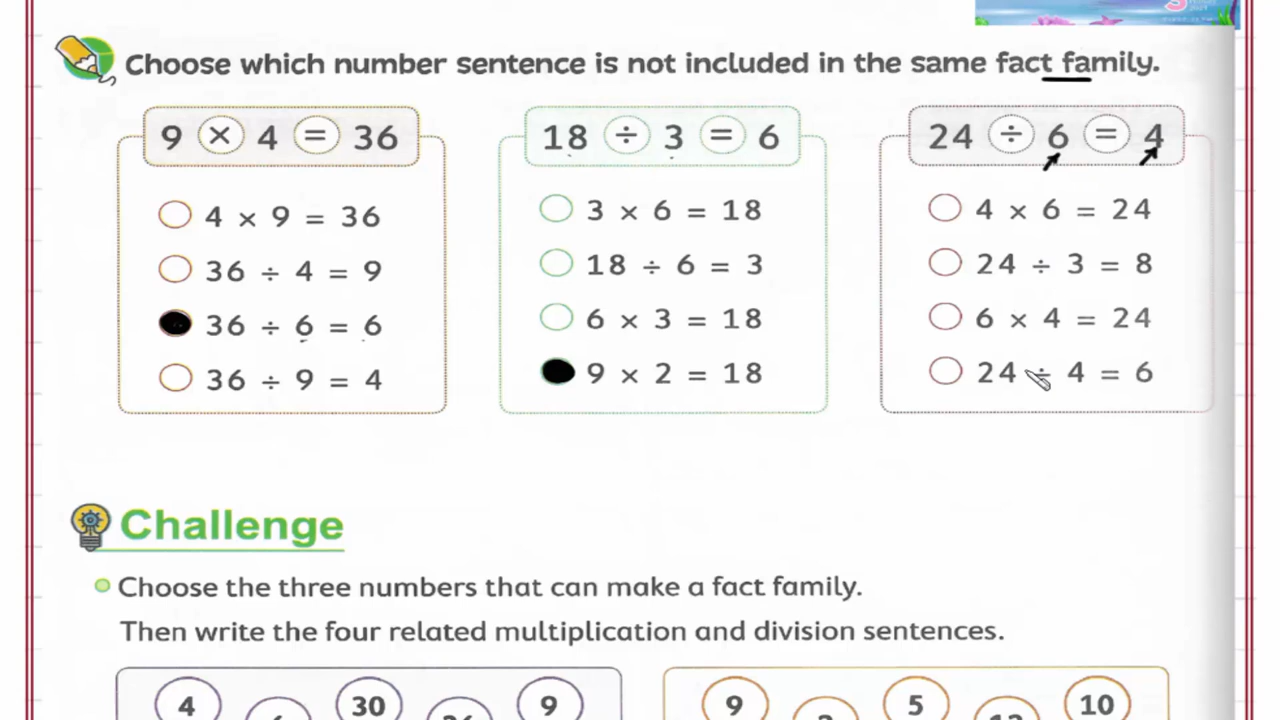 Choose which number sentence is not included in the same fact family.
9 × 4 = 36
4 × 9 = 36
36 ÷ 4 = 9
36 ÷ 6 = 6
36 ÷ 9 = 4
18 ÷ 3 = 6
3 × 6 = 18
18 ÷ 6 = 3
6 × 3 = 18
9 × 2 = 18
24 ÷ 6 = 4
4 × 6 = 24
24 ÷ 3 = 8
6 × 4 = 24
24 ÷ 4 = 6
Challenge
Choose the three numbers that can make a fact family.
Then write the four related multiplication and division sentences.
4 30 9
9 5 10